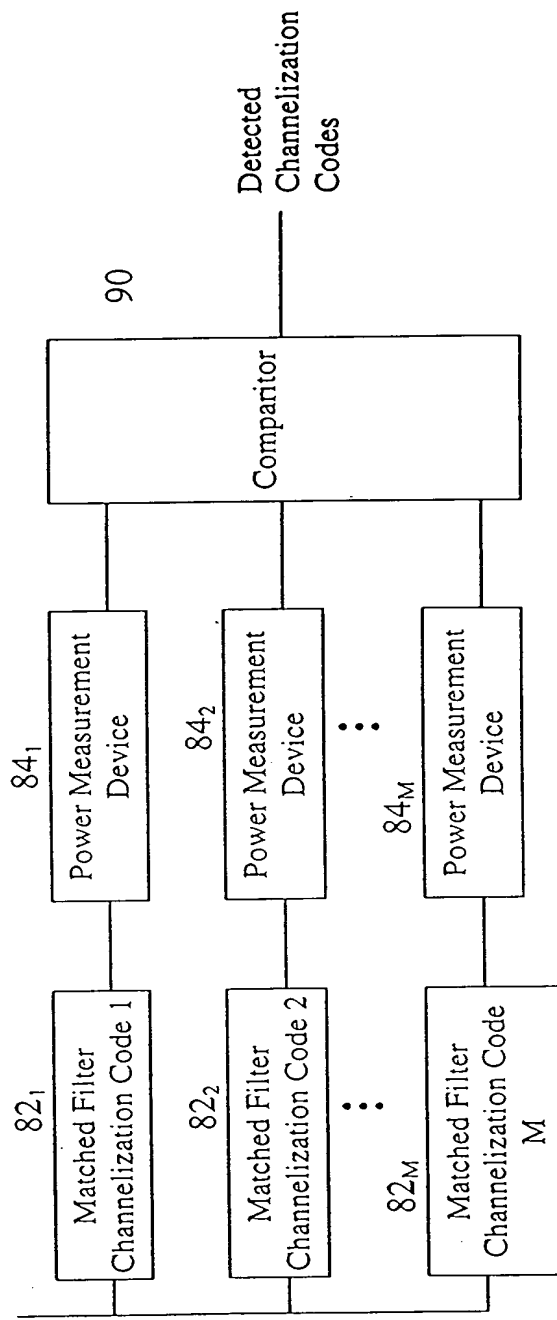 82₁
Matched Filter
Channelization Code 1
84₁
Power Measurement
Device
82₂
Matched Filter
Channelization Code 2
84₂
Power Measurement
Device
82M
Matched Filter
Channelization Code
M
84M
Power Measurement
Device
Comparitor
90
Detected
Channelization
Codes